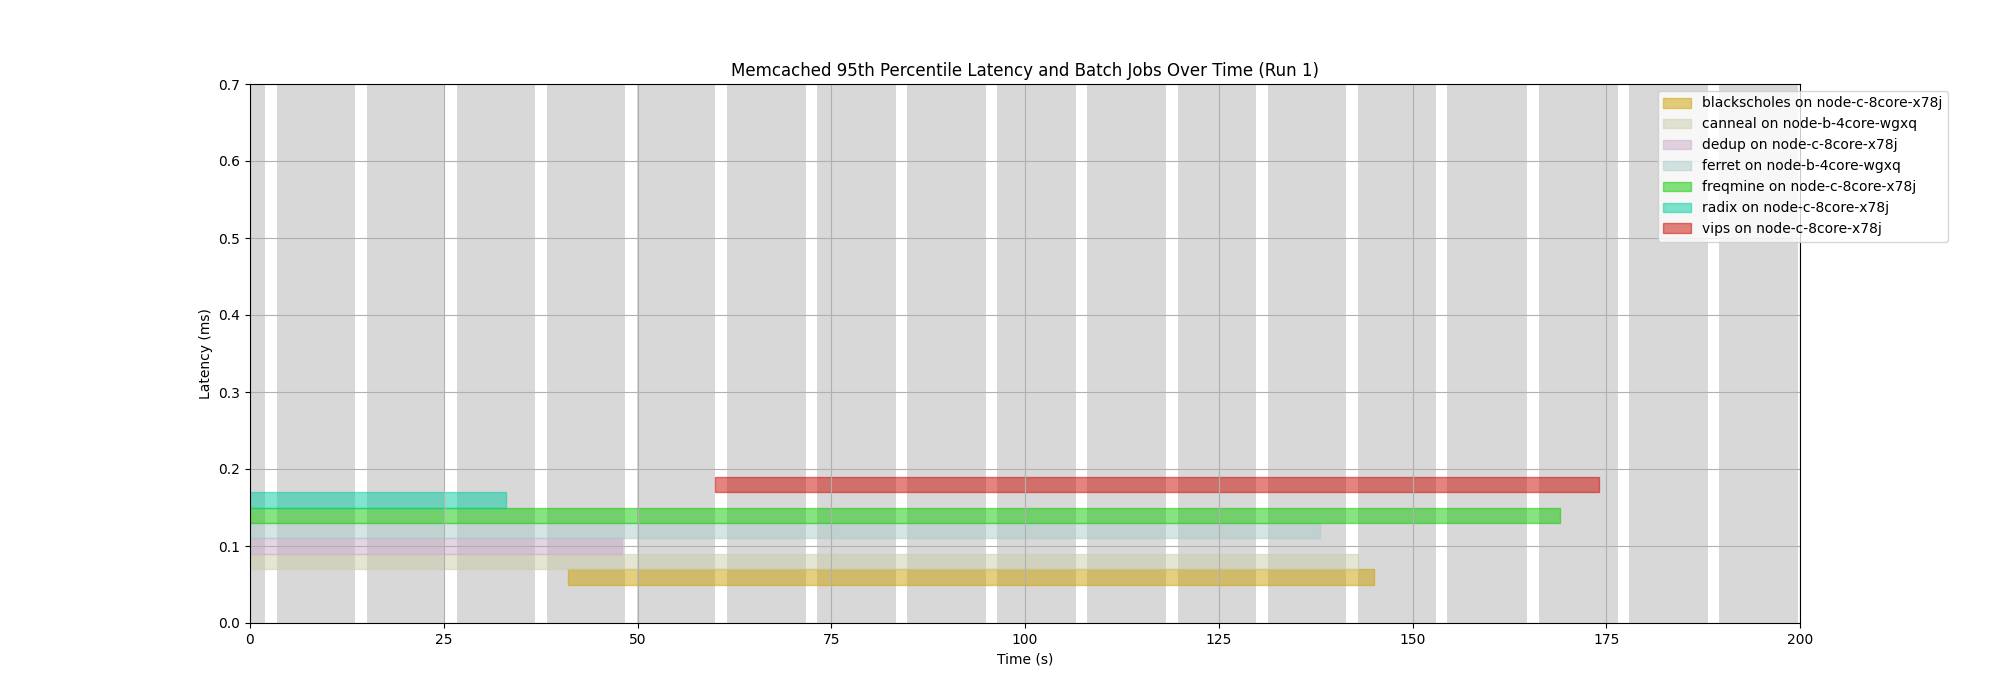 Memcached 95th Percentile Latency and Batch Jobs Over Time (Run 1)
0.7
0.6
0.5
0.4
0.3
0.2
0.1
0.0
Latency (ms)
blackscholes on node-c-8core-x78j
canneal on node-b-4core-wgxq
dedup on node-c-8core-x78j
ferret on node-b-4core-wgxq
freqmine on node-c-8core-x78j
radix on node-c-8core-x78j
vips on node-c-8core-x78j
0 25 50 75 100 125 150 175 200
Time (s)